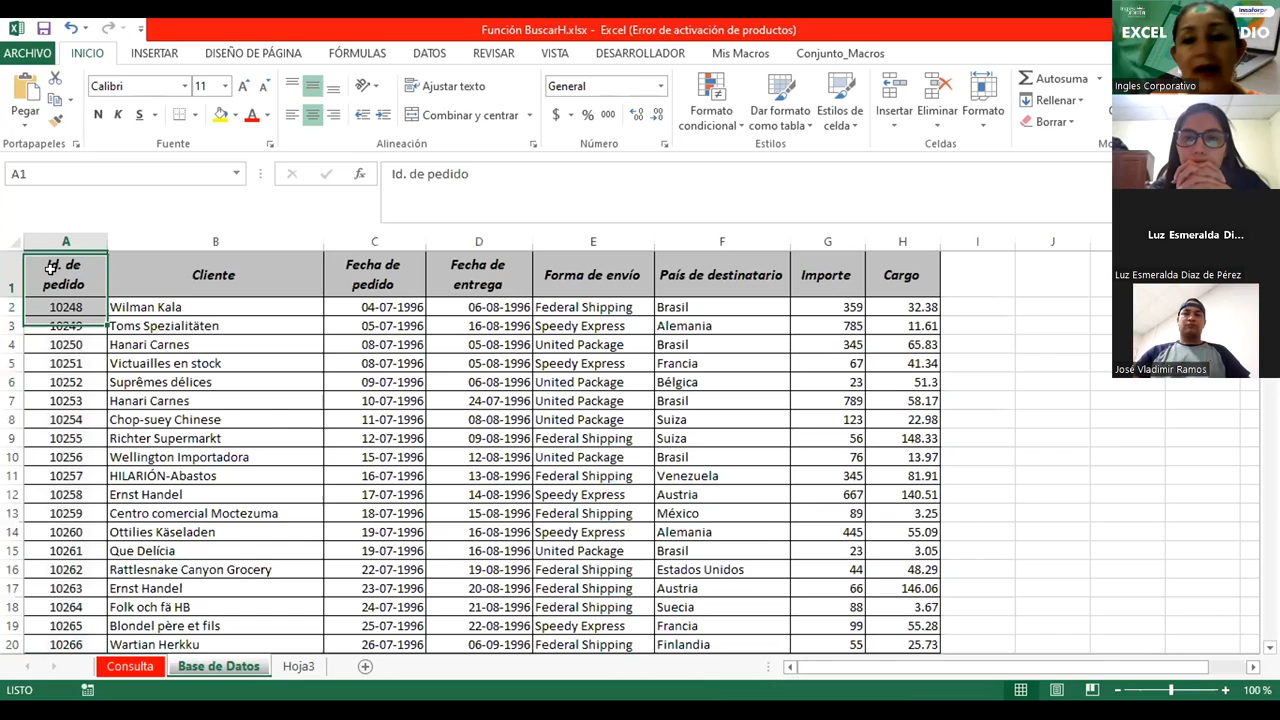 Función BuscarH.xlsx - Excel (Error de activación de productos)
ARCHIVO INICIO INSERTAR DISEÑO DE PÁGINA FÓRMULAS DATOS REVISAR VISTA DESARROLLADOR Mis Macros Conjunto_Macros
Pegar
Calibri 11
N K S
Ajustar texto
Combinar y centrar
General
$ % 000
Formato condicional
Dar formato como tabla
Estilos de celda
Insertar Eliminar Formato
Autosuma
Rellenar
Borrar
Portapapeles Fuente Alineación Número Estilos Celdas
A1 fx Id. de pedido
A B C D E F G H I J
1 Id. de pedido Cliente Fecha de pedido Fecha de entrega Forma de envío País de destinatario Importe Cargo
2 10248 Wilman Kala 04-07-1996 06-08-1996 Federal Shipping Brasil 359 32.38
3 10249 Toms Spezialitäten 05-07-1996 16-08-1996 Speedy Express Alemania 785 11.61
4 10250 Hanari Carnes 08-07-1996 05-08-1996 United Package Brasil 345 65.83
5 10251 Victuailles en stock 08-07-1996 05-08-1996 Speedy Express Francia 67 41.34
6 10252 Suprêmes délices 09-07-1996 06-08-1996 United Package Bélgica 23 51.3
7 10253 Hanari Carnes 10-07-1996 24-07-1996 United Package Brasil 789 58.17
8 10254 Chop-suey Chinese 11-07-1996 08-08-1996 United Package Suiza 123 22.98
9 10255 Richter Supermarkt 12-07-1996 09-08-1996 Federal Shipping Suiza 56 148.33
10 10256 Wellington Importadora 15-07-1996 12-08-1996 United Package Brasil 76 13.97
11 10257 HILARIÓN-Abastos 16-07-1996 13-08-1996 Federal Shipping Venezuela 345 81.91
12 10258 Ernst Handel 17-07-1996 14-08-1996 Speedy Express Austria 667 140.51
13 10259 Centro comercial Moctezuma 18-07-1996 15-08-1996 Federal Shipping México 89 3.25
14 10260 Ottilies Käseladen 19-07-1996 16-08-1996 Speedy Express Alemania 445 55.09
15 10261 Que Delícia 19-07-1996 16-08-1996 United Package Brasil 23 3.05
16 10262 Rattlesnake Canyon Grocery 22-07-1996 19-08-1996 Federal Shipping Estados Unidos 44 48.29
17 10263 Ernst Handel 23-07-1996 20-08-1996 Federal Shipping Austria 66 146.06
18 10264 Folk och fä HB 24-07-1996 21-08-1996 Federal Shipping Suecia 88 3.67
19 10265 Blondel père et fils 25-07-1996 22-08-1996 Speedy Express Francia 99 55.28
20 10266 Wartian Herkku 26-07-1996 06-09-1996 Federal Shipping Finlandia 55 25.73
Consulta Base de Datos Hoja3
LISTO 100 %
EXCEL DIO
Ingles Corporativo
Luz Esmeralda Di...
Luz Esmeralda Diaz de Pérez
José Vladimir Ramos